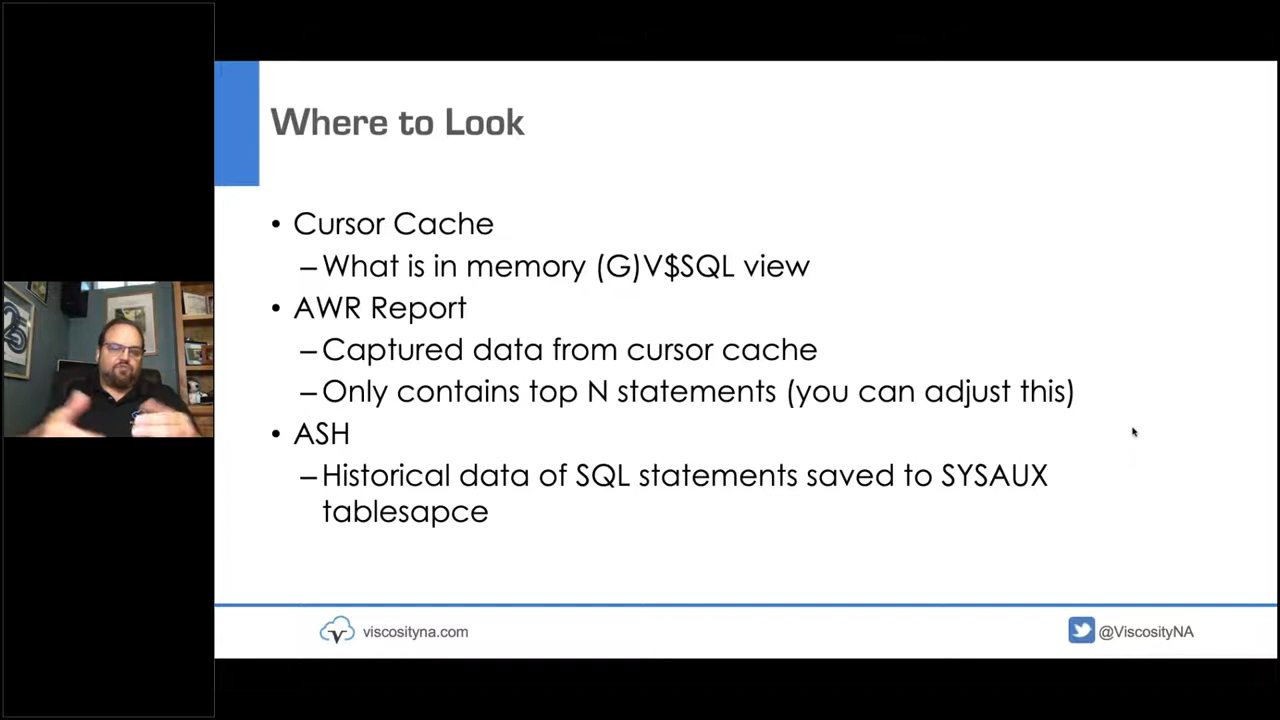 Where to Look
• Cursor Cache
–What is in memory (G)V$SQL view
• AWR Report
–Captured data from cursor cache
–Only contains top N statements (you can adjust this)
• ASH
–Historical data of SQL statements saved to SYSAUX
tablesapce
viscosityna.com
@ViscosityNA